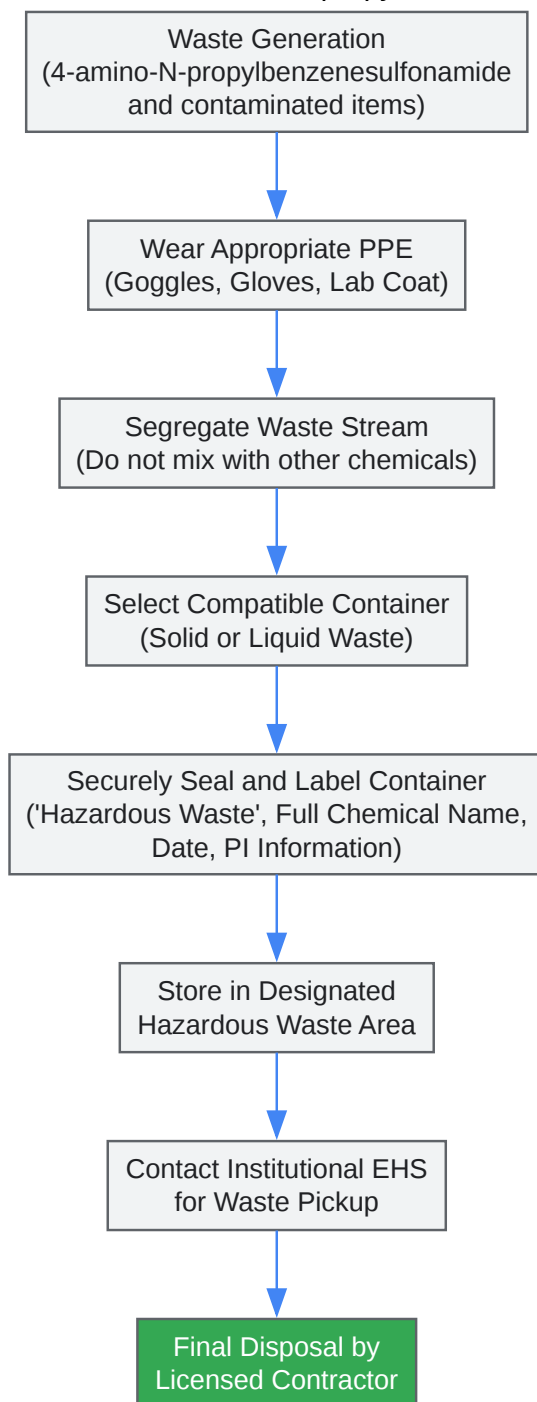 Waste Generation
(4-amino-N-propylbenzenesulfonamide
and contaminated items)
Wear Appropriate PPE
(Goggles, Gloves, Lab Coat)
Segregate Waste Stream
(Do not mix with other chemicals)
Select Compatible Container
(Solid or Liquid Waste)
Securely Seal and Label Container
('Hazardous Waste', Full Chemical Name,
Date, PI Information)
Store in Designated
Hazardous Waste Area
Contact Institutional EHS
for Waste Pickup
Final Disposal by
Licensed Contractor